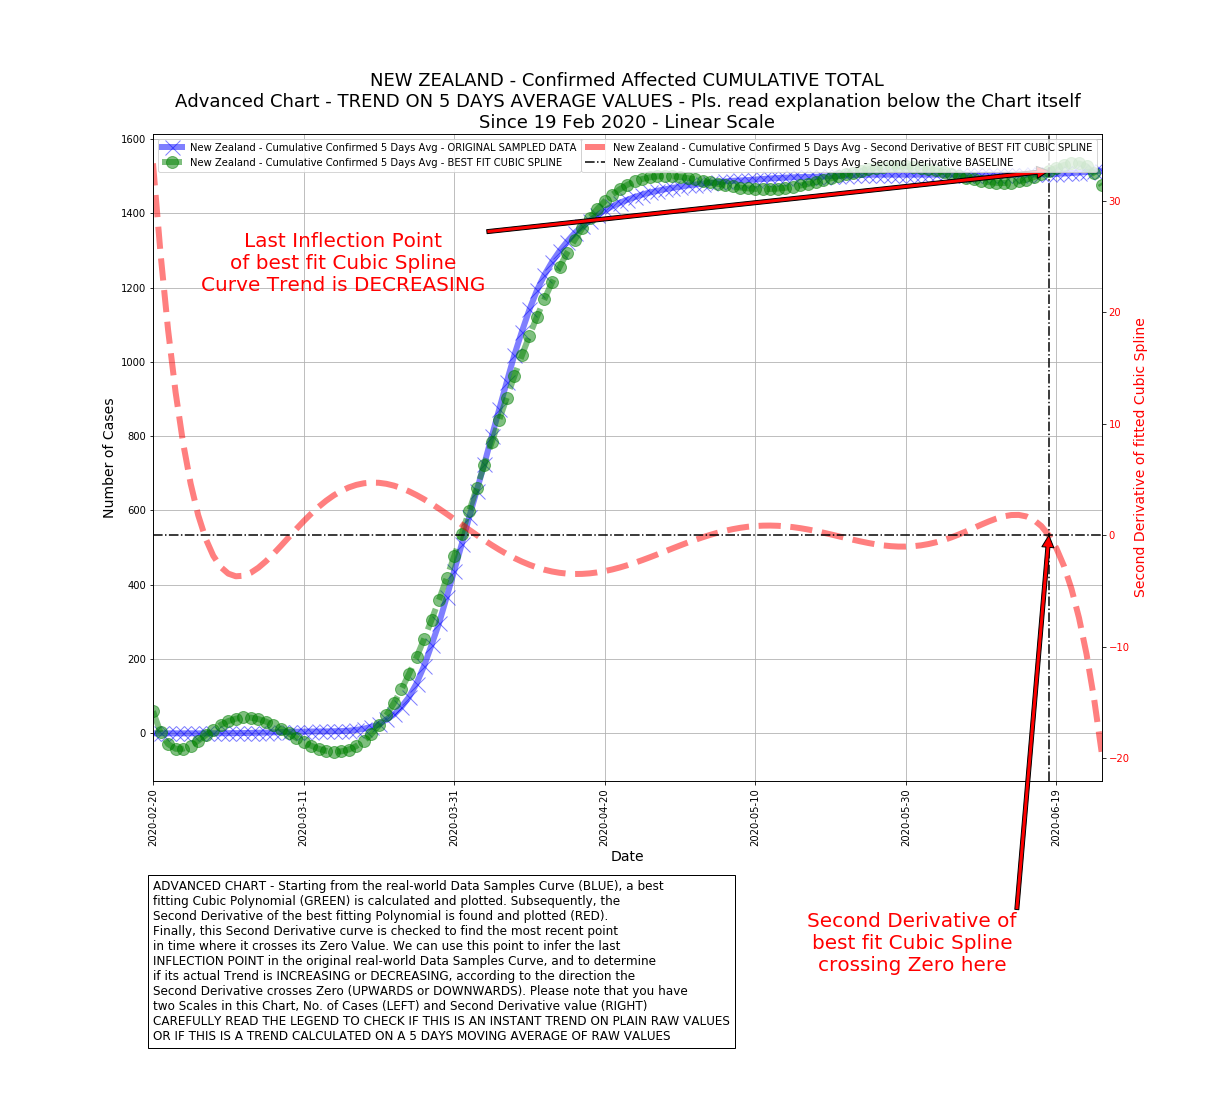 NEW ZEALAND - Confirmed Affected CUMULATIVE TOTAL
Advanced Chart - TREND ON 5 DAYS AVERAGE VALUES - Pls. read explanation below the Chart itself
Since 19 Feb 2020 - Linear Scale
New Zealand - Cumulative Confirmed 5 Days Avg - ORIGINAL SAMPLED DATA
New Zealand - Cumulative Confirmed 5 Days Avg - BEST FIT CUBIC SPLINE
New Zealand - Cumulative Confirmed 5 Days Avg - Second Derivative of BEST FIT CUBIC SPLINE
New Zealand - Cumulative Confirmed 5 Days Avg - Second Derivative BASELINE
Last Inflection Point
of best fit Cubic Spline
Curve Trend is DECREASING
Number of Cases
1600
1400
1200
1000
800
600
400
200
0
30
20
10
0
−10
−20
Second Derivative of fitted Cubic Spline
2020-02-20
2020-03-11
2020-03-31
2020-04-20
2020-05-10
2020-05-30
2020-06-19
Date
ADVANCED CHART - Starting from the real-world Data Samples Curve (BLUE), a best
fitting Cubic Polynomial (GREEN) is calculated and plotted. Subsequently, the
Second Derivative of the best fitting Polynomial is found and plotted (RED).
Finally, this Second Derivative curve is checked to find the most recent point
in time where it crosses its Zero Value. We can use this point to infer the last
INFLECTION POINT in the original real-world Data Samples Curve, and to determine
if its actual Trend is INCREASING or DECREASING, according to the direction the
Second Derivative crosses Zero (UPWARDS or DOWNWARDS). Please note that you have
two Scales in this Chart, No. of Cases (LEFT) and Second Derivative value (RIGHT)
CAREFULLY READ THE LEGEND TO CHECK IF THIS IS AN INSTANT TREND ON PLAIN RAW VALUES
OR IF THIS IS A TREND CALCULATED ON A 5 DAYS MOVING AVERAGE OF RAW VALUES
Second Derivative of
best fit Cubic Spline
crossing Zero here